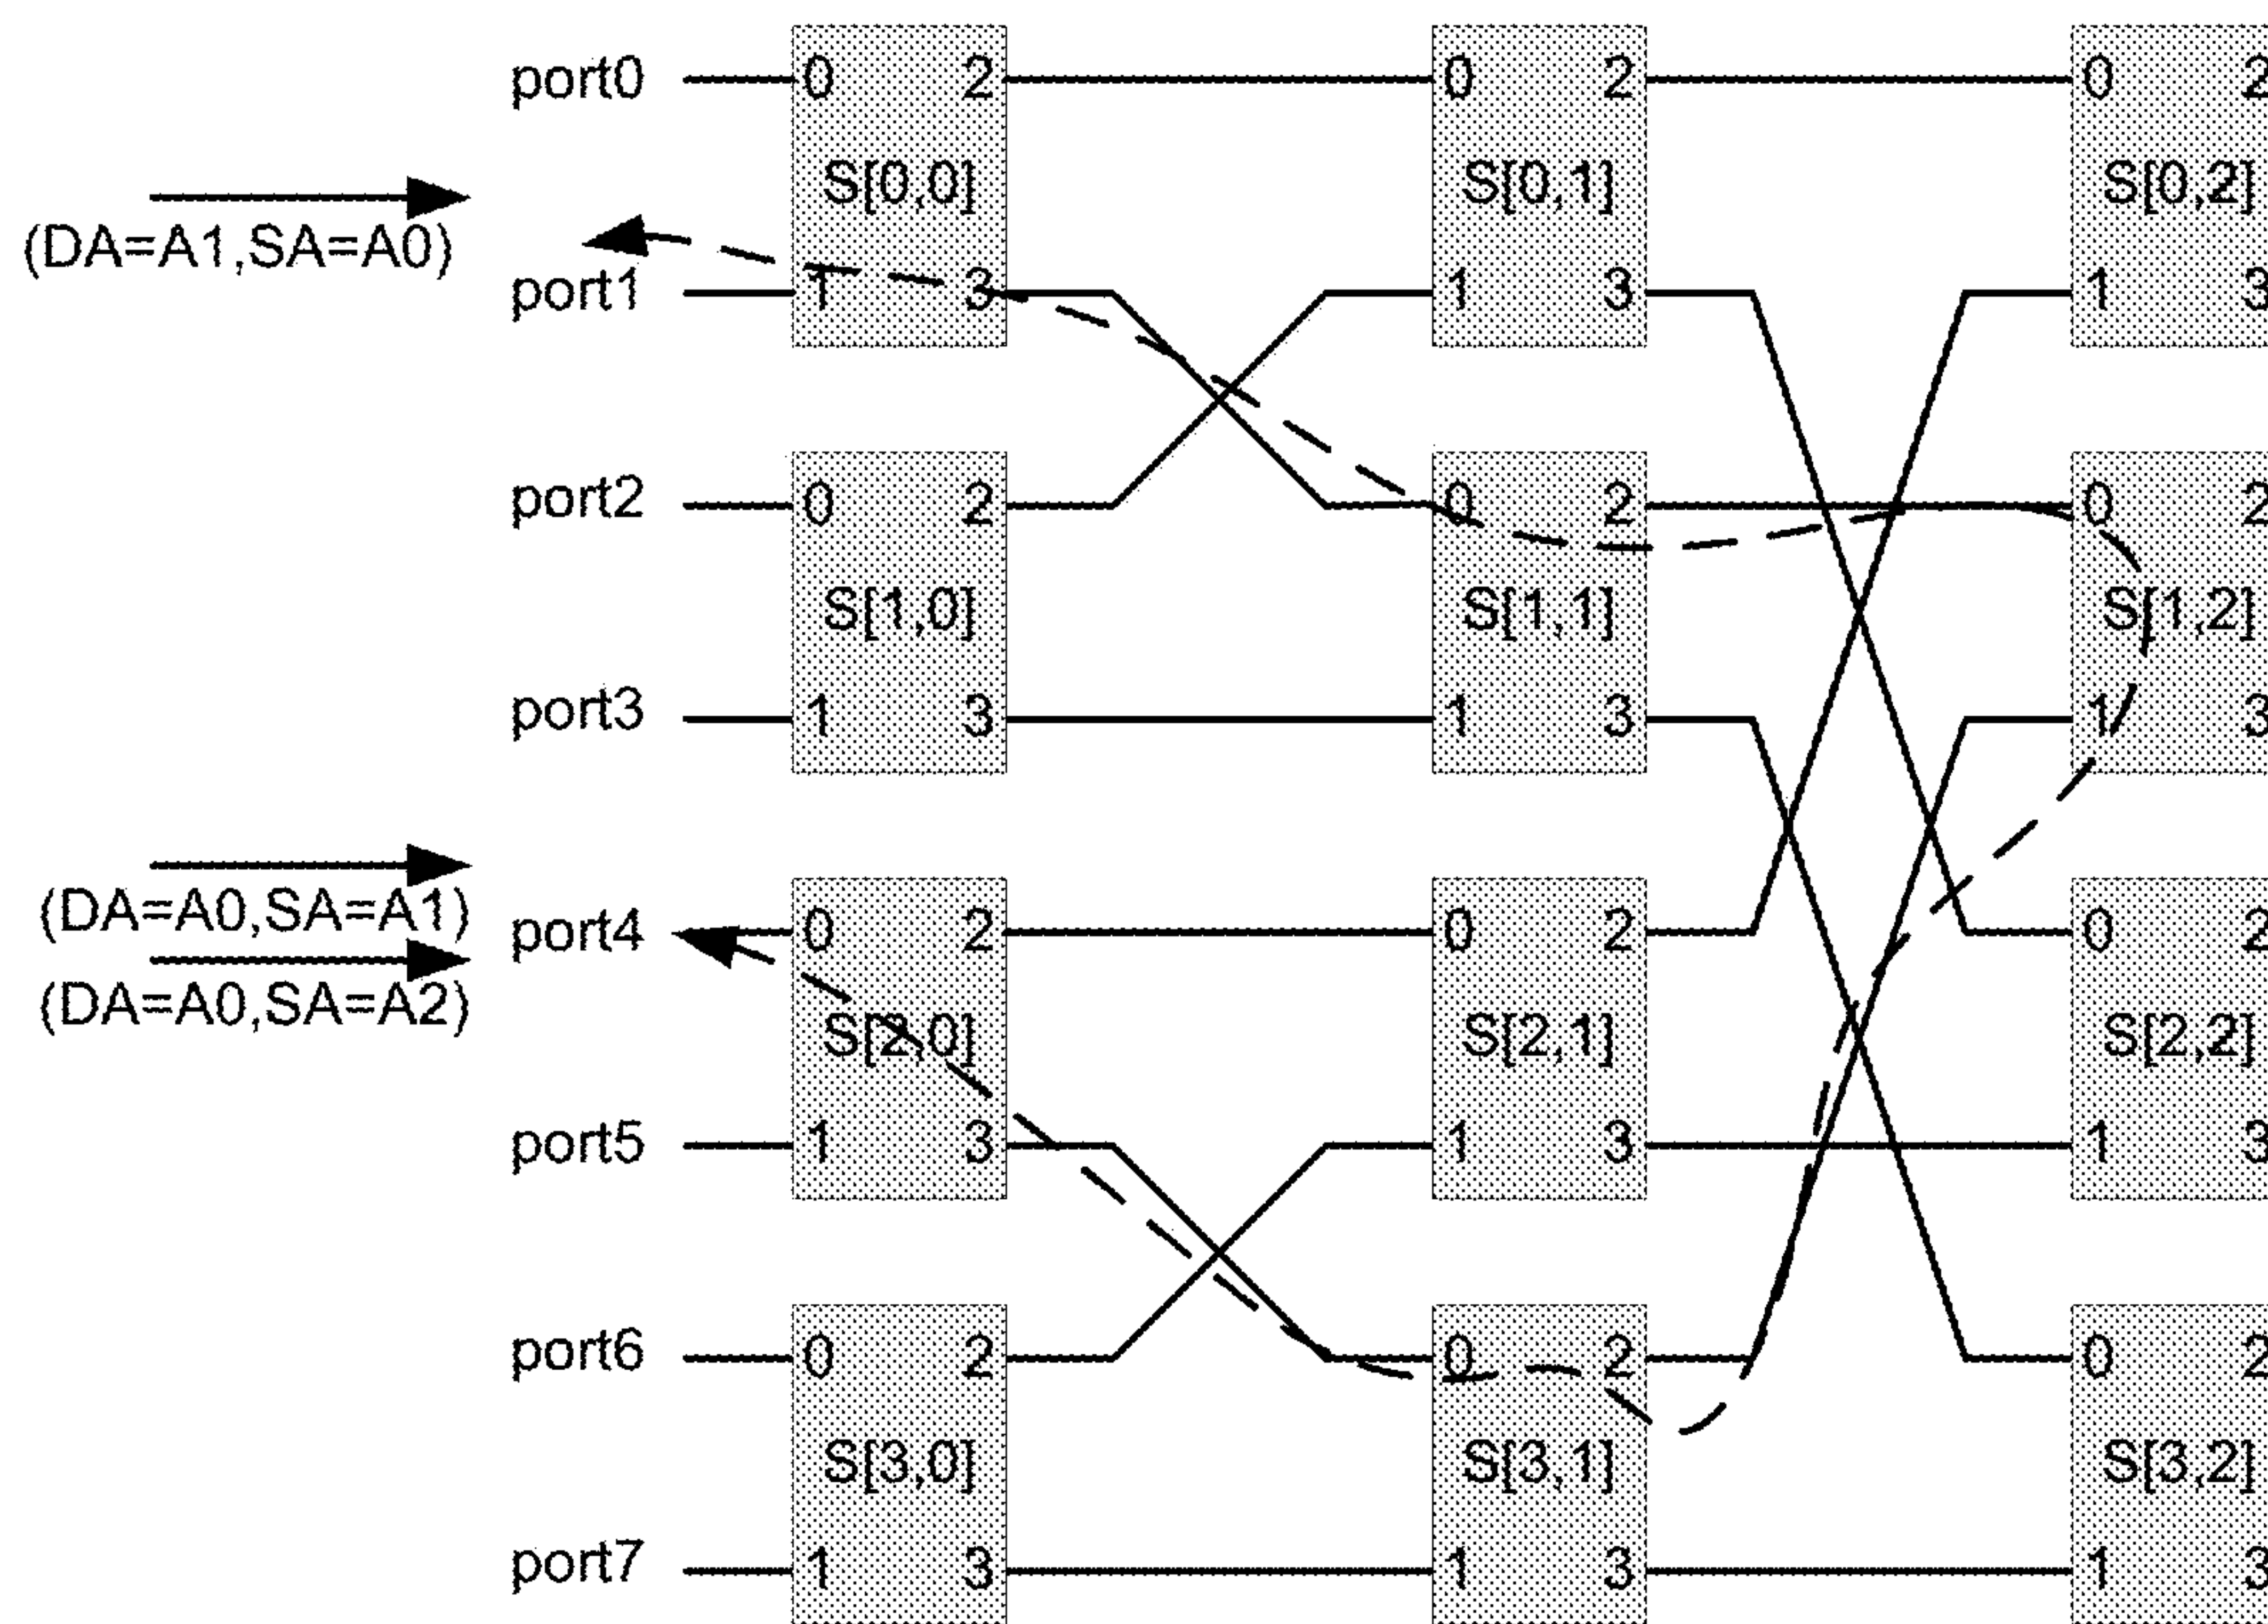 port0 0 2 0 2 0 2
S[0,0] S[0,1] S[0,2]
(DA=A1,SA=A0)
port1 1 3 1 3 1 3
port2 0 2 0 2 0 2
S[1,0] S[1,1] S[1,2]
port3 1 3 1 3 1 3
(DA=A0,SA=A1)
port4 0 2 0 2 0 2
(DA=A0,SA=A2)
S[2,0] S[2,1] S[2,2]
port5 1 3 1 3 1 3
port6 0 2 0 2 0 2
S[3,0] S[3,1] S[3,2]
port7 1 3 1 3 1 3